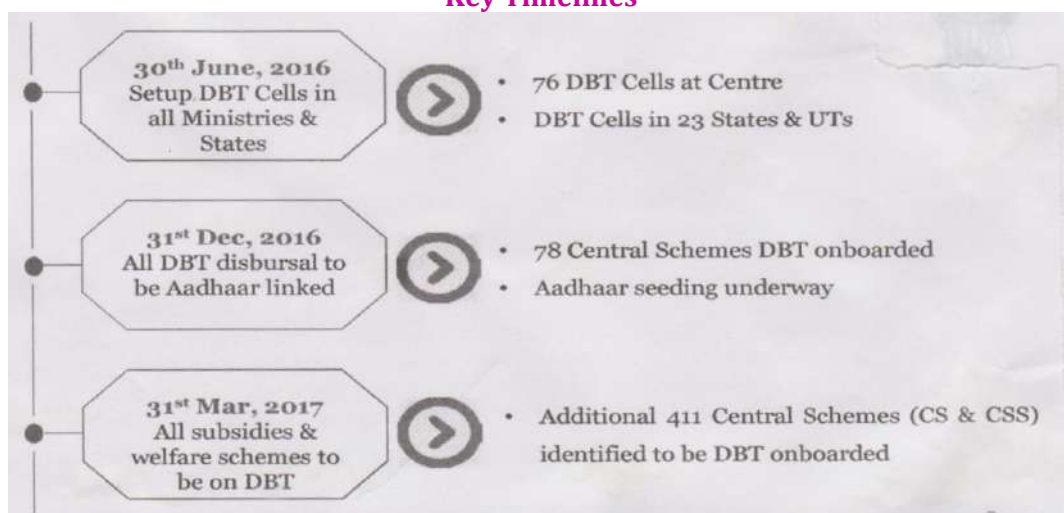 Key Timelines
30th June, 2016
Setup DBT Cells in
all Ministries &
States
• 76 DBT Cells at Centre
• DBT Cells in 23 States & UTs
31st Dec, 2016
All DBT disbursal to
be Aadhaar linked
• 78 Central Schemes DBT onboarded
• Aadhaar seeding underway
31st Mar, 2017
All subsidies &
welfare schemes to
be on DBT
• Additional 411 Central Schemes (CS & CSS)
identified to be DBT onboarded